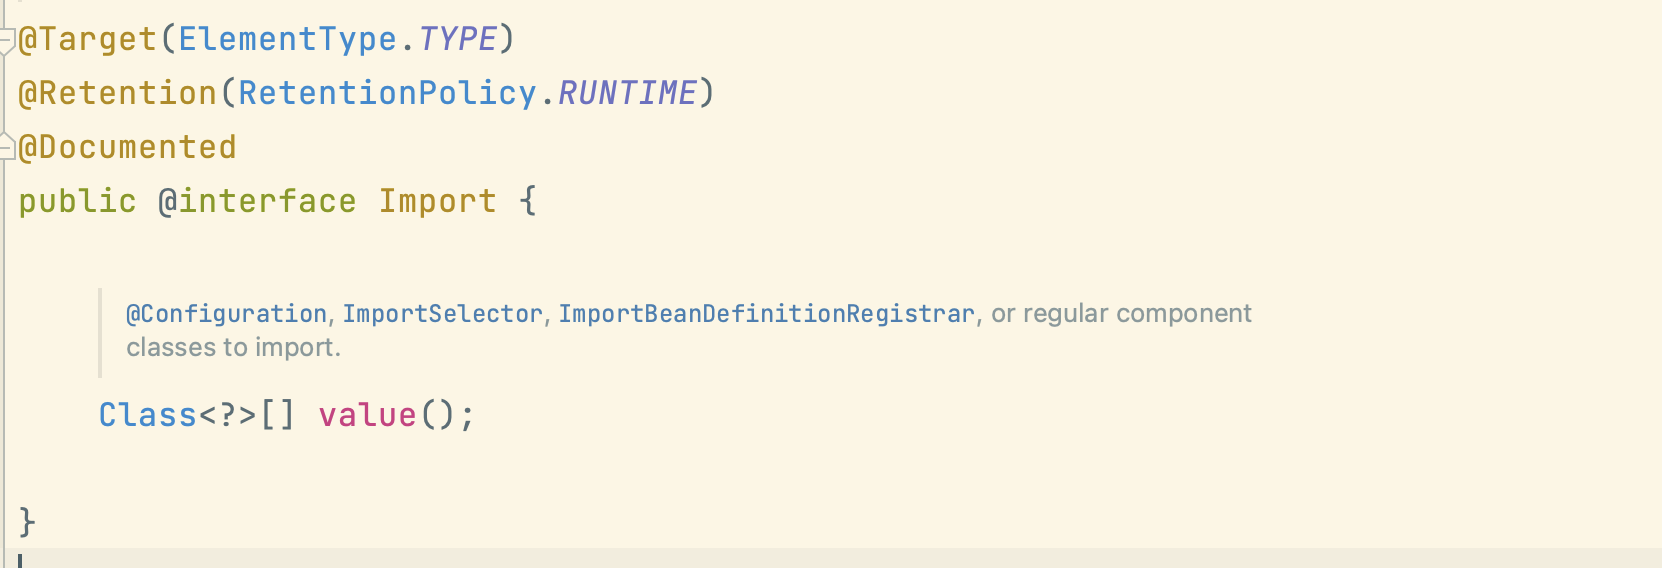 @Target(ElementType.TYPE)
@Retention(RetentionPolicy.RUNTIME)
@Documented
public @interface Import {
@Configuration, ImportSelector, ImportBeanDefinitionRegistrar, or regular component
classes to import.
Class<?>[] value();
}